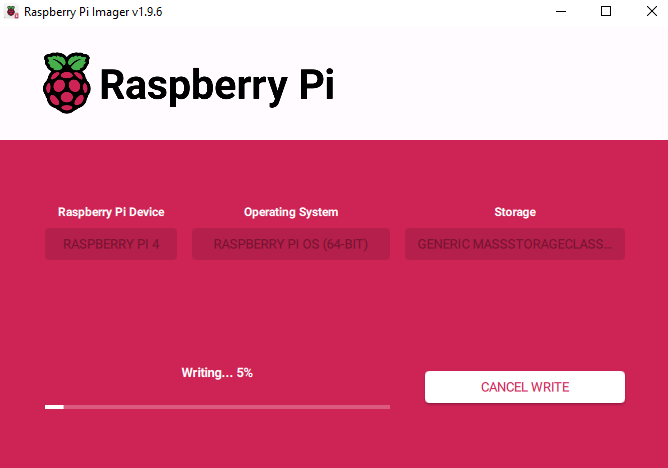 Raspberry Pi Imager v1.9.6
Raspberry Pi
Raspberry Pi Device
Operating System
Storage
RASPBERRY PI 4
RASPBERRY PI OS (64-BIT)
GENERIC MASSSTORAGECLASS...
Writing... 5%
CANCEL WRITE